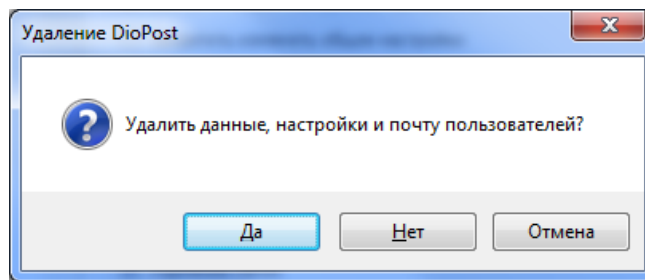 Удаление DioPost
Удалить данные, настройки и почту пользователей?
Да
Нет
Отмена